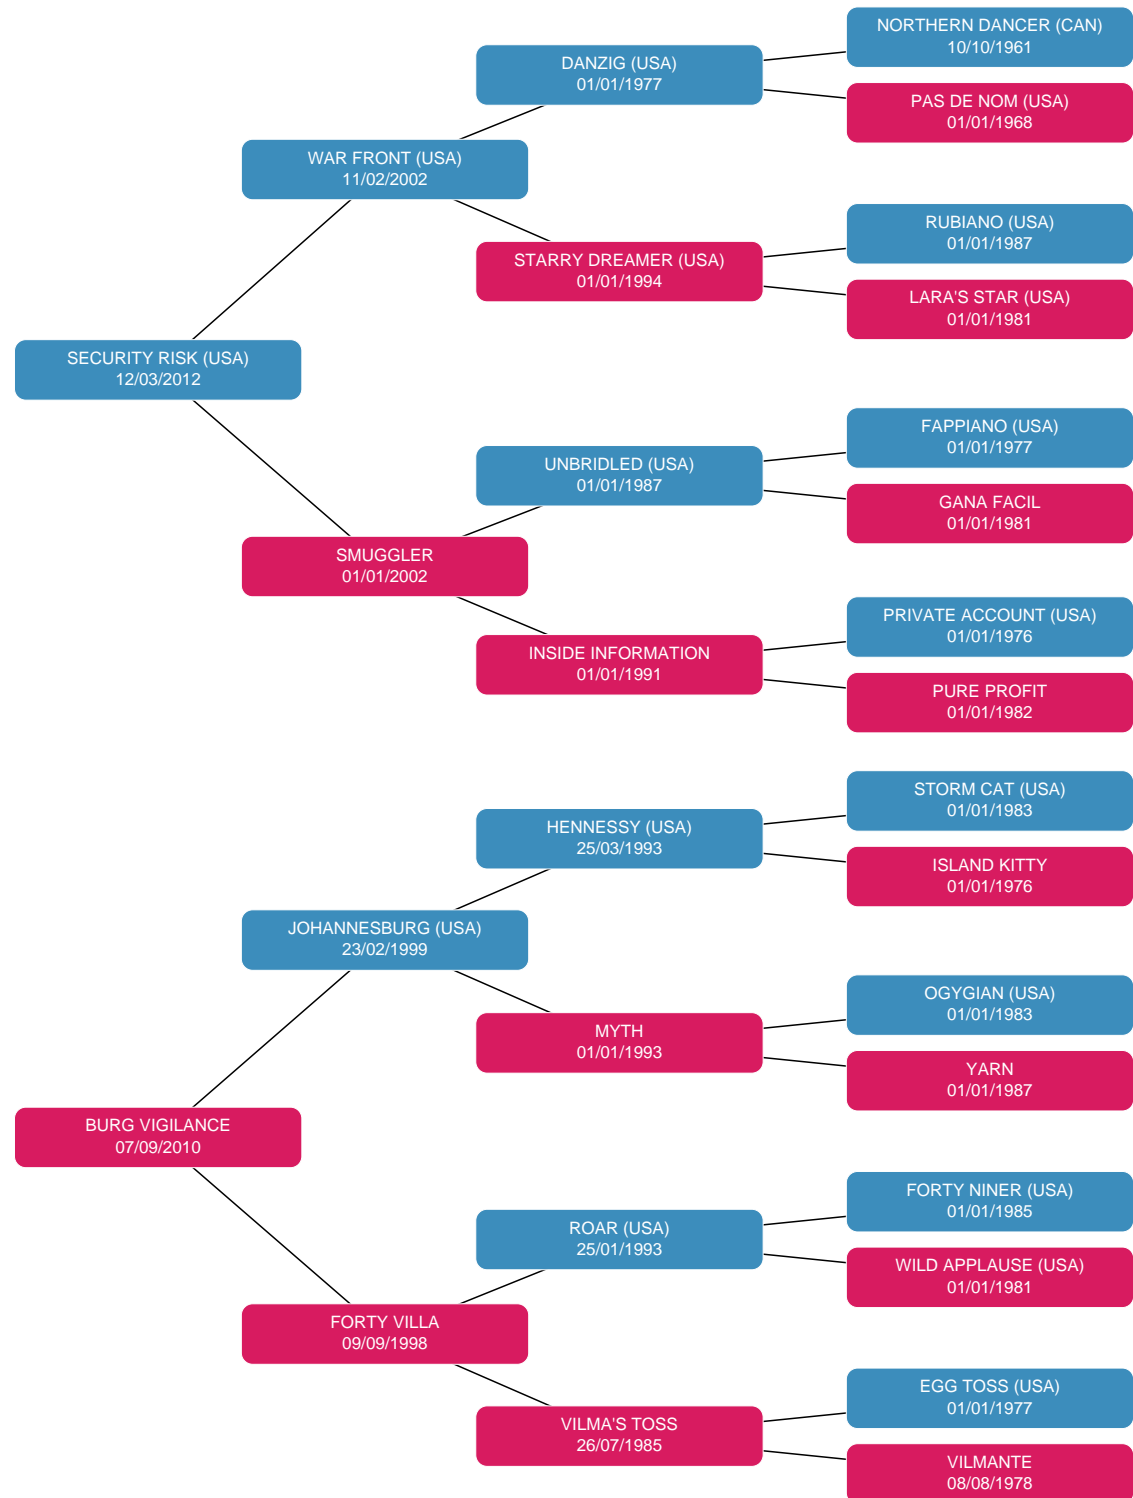 NORTHERN DANCER (CAN)
10/10/1961
DANZIG (USA)
01/01/1977
PAS DE NOM (USA)
01/01/1968
WAR FRONT (USA)
11/02/2002
RUBIANO (USA)
01/01/1987
STARRY DREAMER (USA)
01/01/1994
LARA'S STAR (USA)
01/01/1981
SECURITY RISK (USA)
12/03/2012
FAPPIANO (USA)
01/01/1977
UNBRIDLED (USA)
01/01/1987
GANA FACIL
01/01/1981
SMUGGLER
01/01/2002
PRIVATE ACCOUNT (USA)
01/01/1976
INSIDE INFORMATION
01/01/1991
PURE PROFIT
01/01/1982
STORM CAT (USA)
01/01/1983
HENNESSY (USA)
25/03/1993
ISLAND KITTY
01/01/1976
JOHANNESBURG (USA)
23/02/1999
OGYGIAN (USA)
01/01/1983
MYTH
01/01/1993
YARN
01/01/1987
BURG VIGILANCE
07/09/2010
FORTY NINER (USA)
01/01/1985
ROAR (USA)
25/01/1993
WILD APPLAUSE (USA)
01/01/1981
FORTY VILLA
09/09/1998
EGG TOSS (USA)
01/01/1977
VILMA'S TOSS
26/07/1985
VILMANTE
08/08/1978